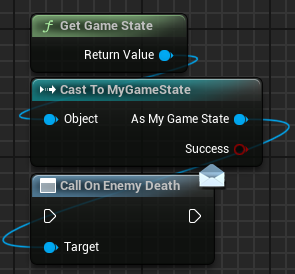 Get Game State
Return Value
Cast To MyGameState
Object As My Game State
Success
Call On Enemy Death
Target